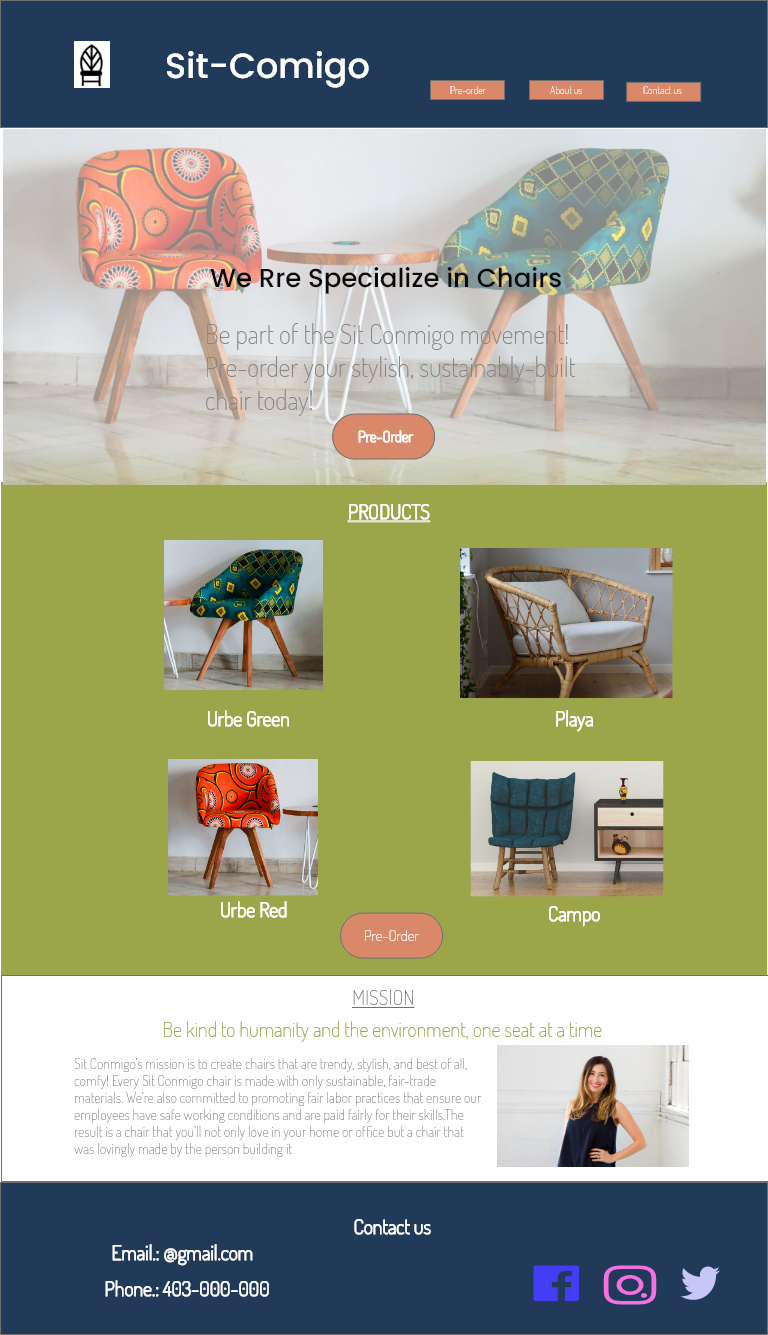 Sit-Comigo
Pre-order
About us
Contact us
We Rre Specialize in Chairs
Be part of the Sit Conmigo movement!
Pre-order your stylish, sustainably-built
chair today!
Pre-Order
PRODUCTS
Urbe Green
Playa
Urbe Red
Campo
Pre-Order
MISSION
Be kind to humanity and the environment, one seat at a time
Sit Conmigo's mission is to create chairs that are trendy, stylish, and best of all,
comfy! Every Sit Conmigo chair is made with only sustainable, fair-trade
materials. We're also committed to promoting fair labor practices that ensure our
employees have safe working conditions and are paid fairly for their skills.The
result is a chair that you'll not only love in your home or office but a chair that
was lovingly made by the person building it
Contact us
Email.: @gmail.com
Phone.: 403-000-000